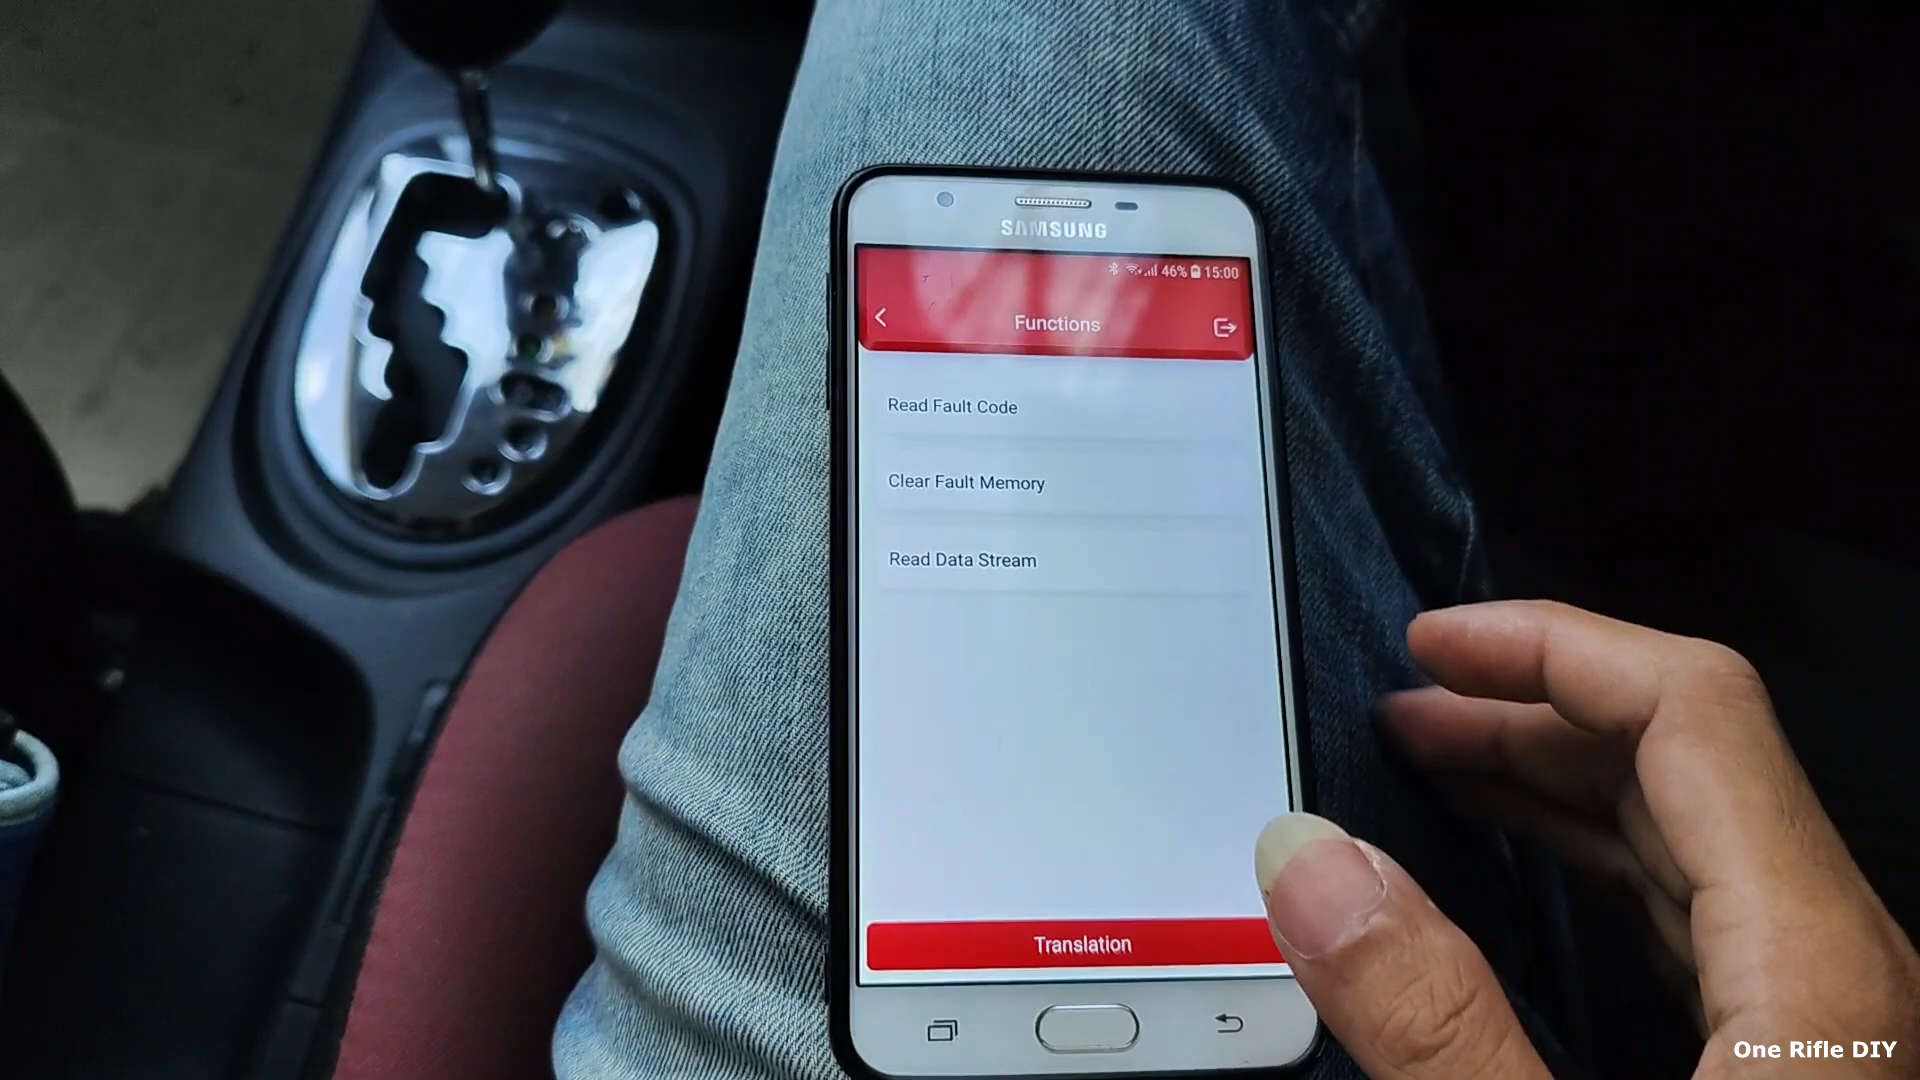 SAMSUNG
46% 15:00
Functions
Read Fault Code
Clear Fault Memory
Read Data Stream
Translation
One Rifle DIY